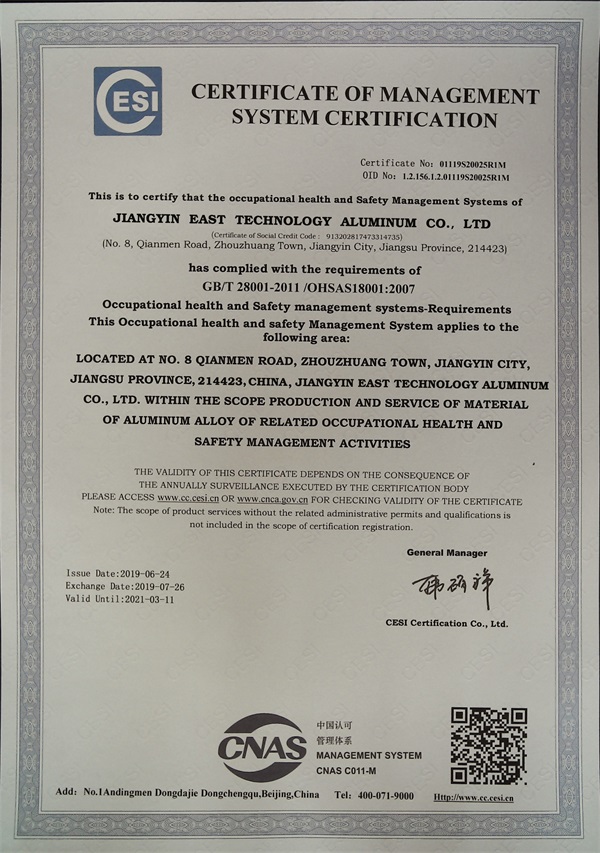 CESI
CERTIFICATE OF MANAGEMENT
SYSTEM CERTIFICATION
Certificate No: 01119S20025R1M
OID No: 1.2.156.1.2.01119S20025R1M
This is to certify that the occupational health and Safety Management Systems of
JIANGYIN EAST TECHNOLOGY ALUMINUM CO., LTD
(Certificate of Social Credit Code : 913202817473314735)
(No. 8, Qianmen Road, Zhouzhuang Town, Jiangyin City, Jiangsu Province, 214423)
has complied with the requirements of
GB/T 28001-2011 /OHSAS18001:2007
Occupational health and Safety management systems-Requirements
This Occupational health and safety Management System applies to the
following area:
LOCATED AT NO. 8 QIANMEN ROAD, ZHOUZHUANG TOWN, JIANGYIN CITY,
JIANGSU PROVINCE, 214423, CHINA, JIANGYIN EAST TECHNOLOGY ALUMINUM
CO., LTD. WITHIN THE SCOPE PRODUCTION AND SERVICE OF MATERIAL
OF ALUMINUM ALLOY OF RELATED OCCUPATIONAL HEALTH AND
SAFETY MANAGEMENT ACTIVITIES
THE VALIDITY OF THIS CERTIFICATE DEPENDS ON THE CONSEQUENCE OF
THE ANNUALLY SURVEILLANCE EXECUTED BY THE CERTIFICATION BODY
PLEASE ACCESS www.cc.cesi.cn OR www.cnca.gov.cn FOR CHECKING VALIDITY OF THE CERTIFICATE
Note: The scope of product services without the related administrative permits and qualifications is
not included in the scope of certification registration.
General Manager
Issue Date:2019-06-24
Exchange Date:2019-07-26
Valid Until:2021-03-11
CESI Certification Co., Ltd.
CNAS
中国认可
管理体系
MANAGEMENT SYSTEM
CNAS C011-M
Add: No.1Andingmen Dongdajie Dongchengqu,Beijing,China Tel: 400-071-9000 Http://www.cc.cesi.cn